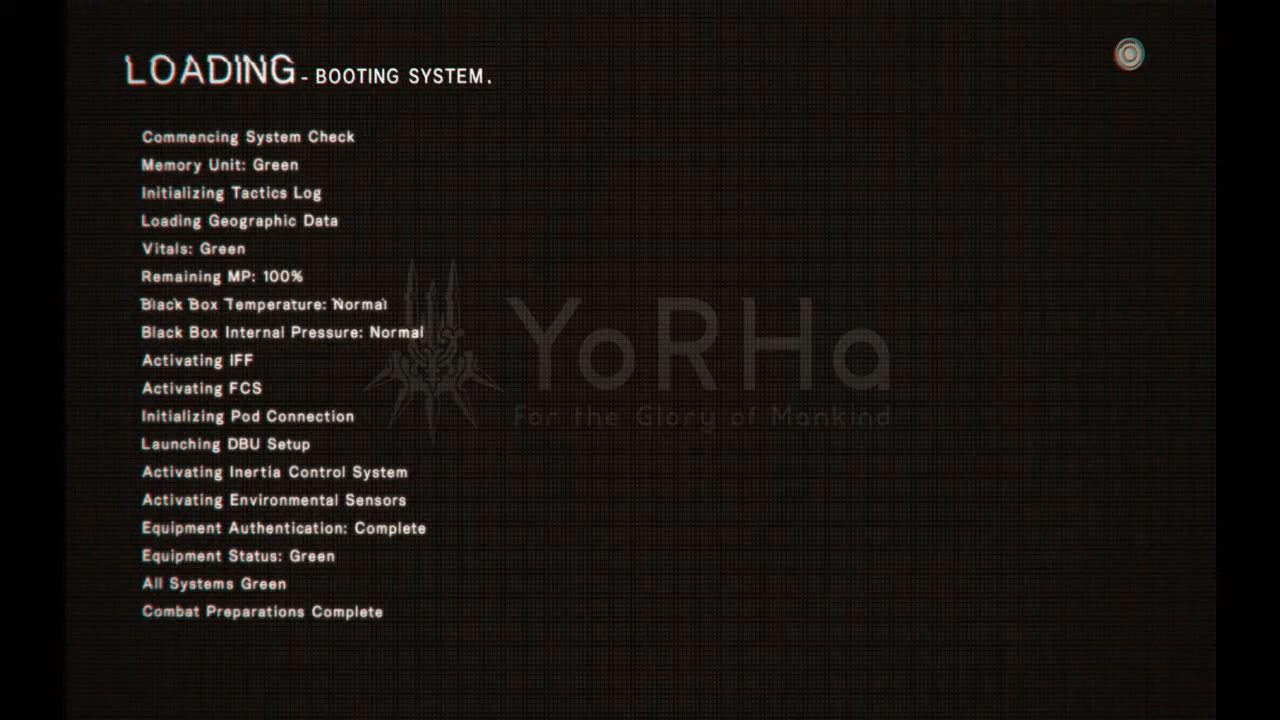 LOADING - BOOTING SYSTEM.
Commencing System Check
Memory Unit: Green
Initializing Tactics Log
Loading Geographic Data
Vitals: Green
Remaining MP: 100%
Black Box Temperature: Normal
Black Box Internal Pressure: Normal
Activating IFF
Activating FCS
Initializing Pod Connection
Launching DBU Setup
Activating Inertia Control System
Activating Environmental Sensors
Equipment Authentication: Complete
Equipment Status: Green
All Systems Green
Combat Preparations Complete
YoRHa
For the Glory of Mankind